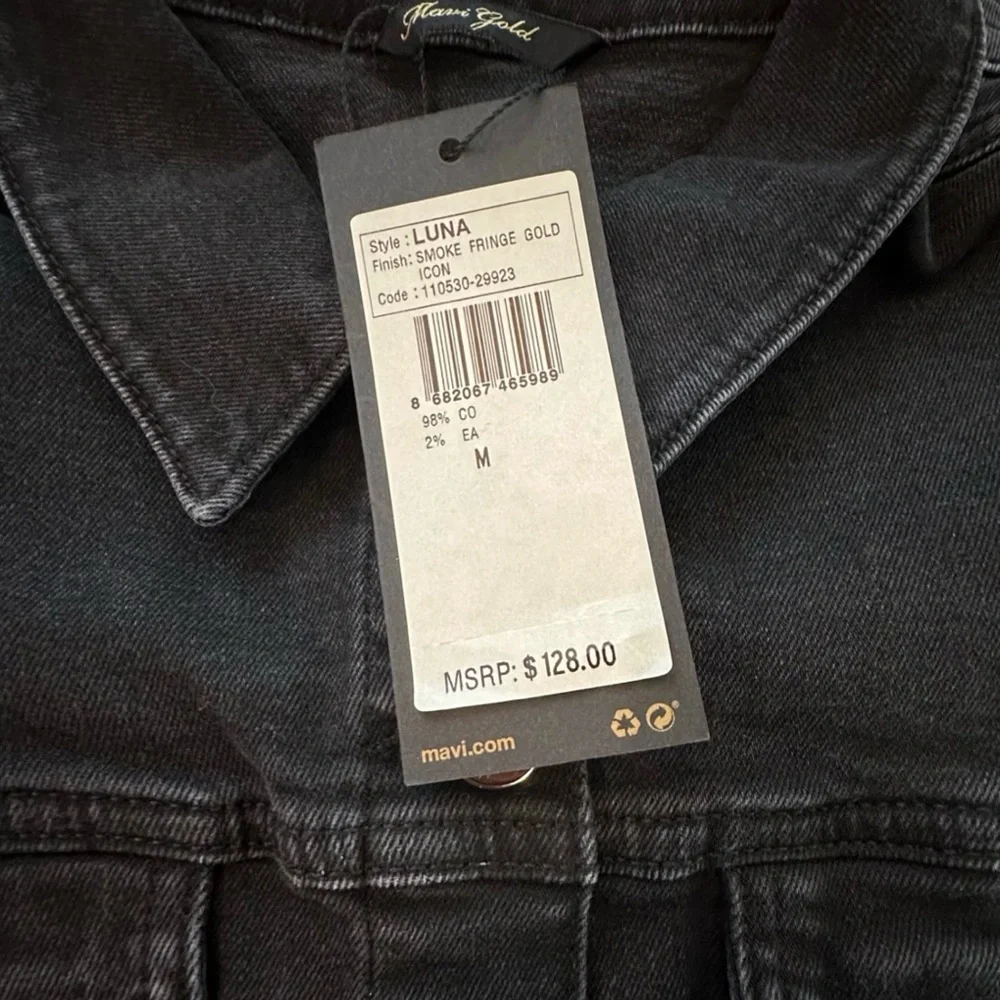 Mavi Gold
Style : LUNA
Finish: SMOKE FRINGE GOLD
ICON
Code : 110530-29923
8 682067 465989
98% CO
2% EA
M
MSRP: $128.00
mavi.com